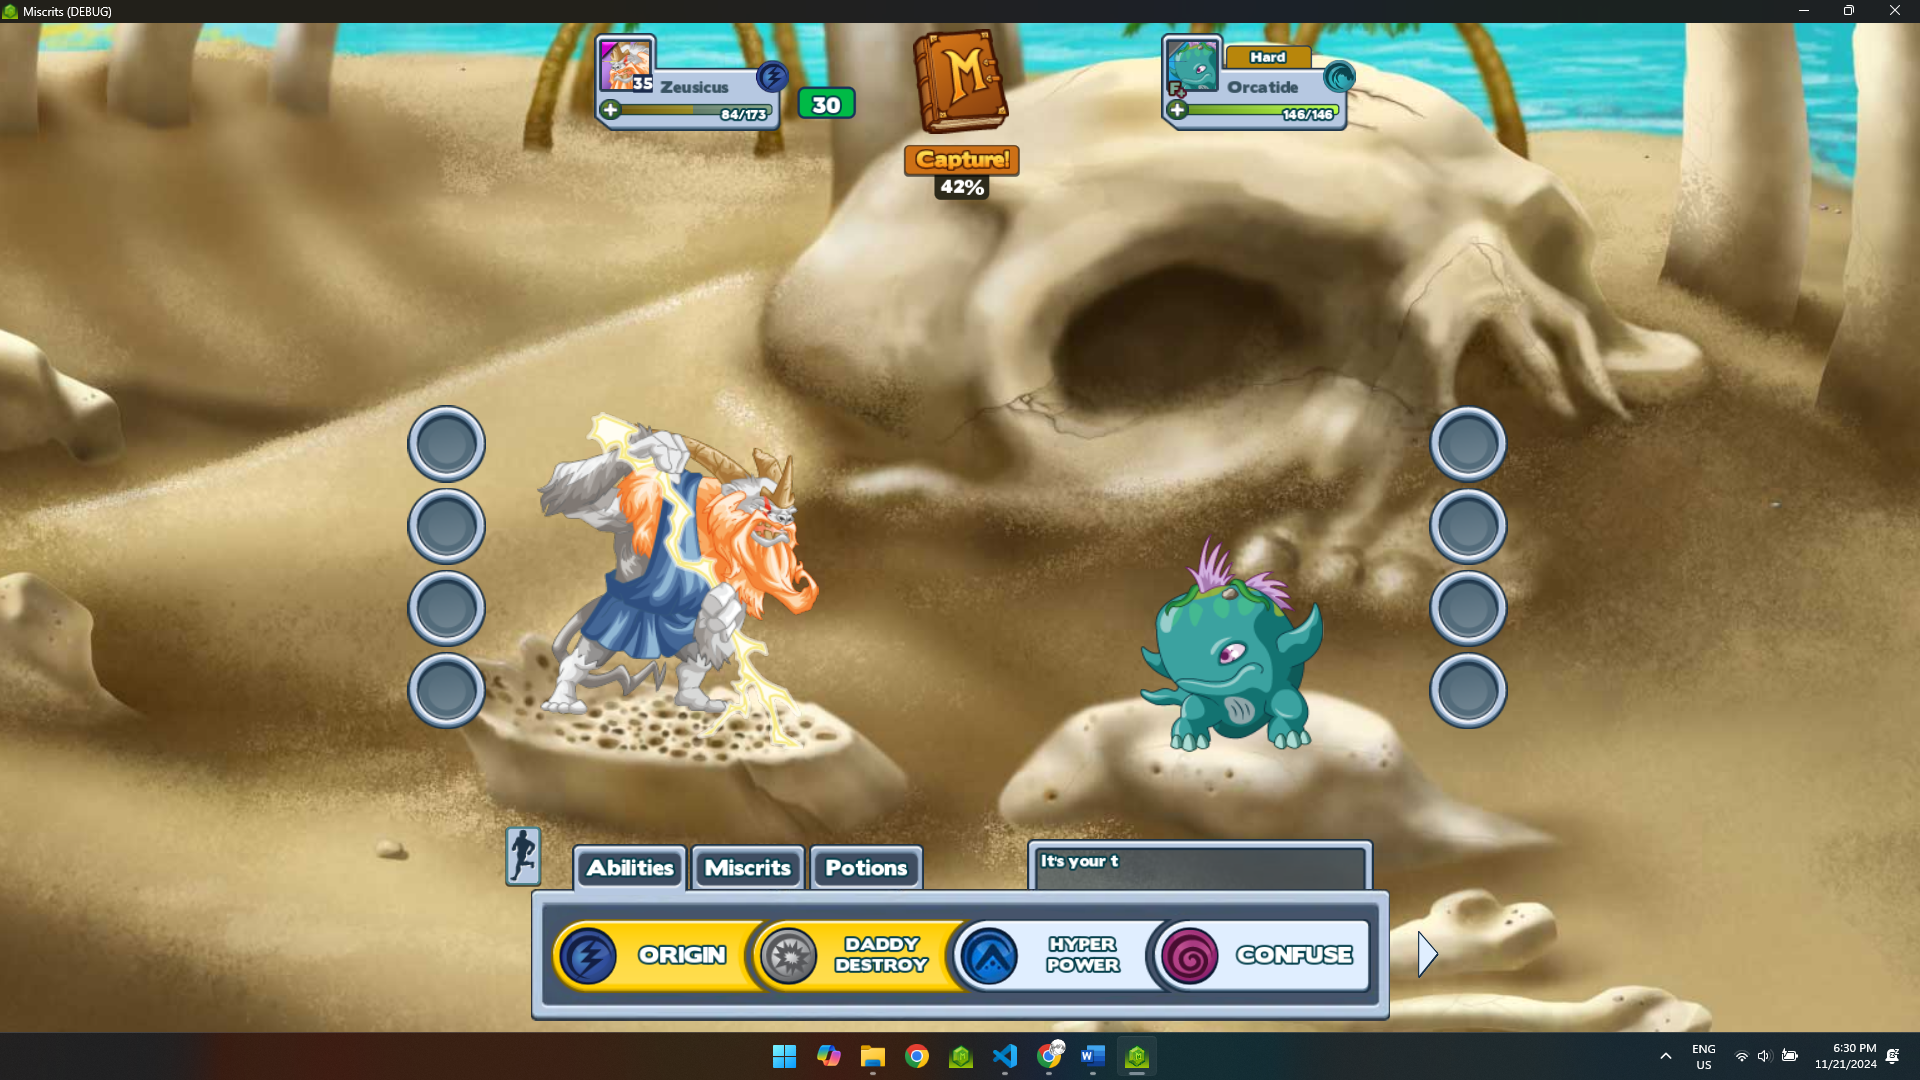 Miscrits (DEBUG)
35
Zeusicus
84/173
30
M
Capture!
42%
Hard
Orcatide
146/146
Abilities
Miscrits
Potions
It's your t
ORIGIN
DADDY
DESTROY
HYPER
POWER
CONFUSE
ENG
US
6:30 PM
11/21/2024